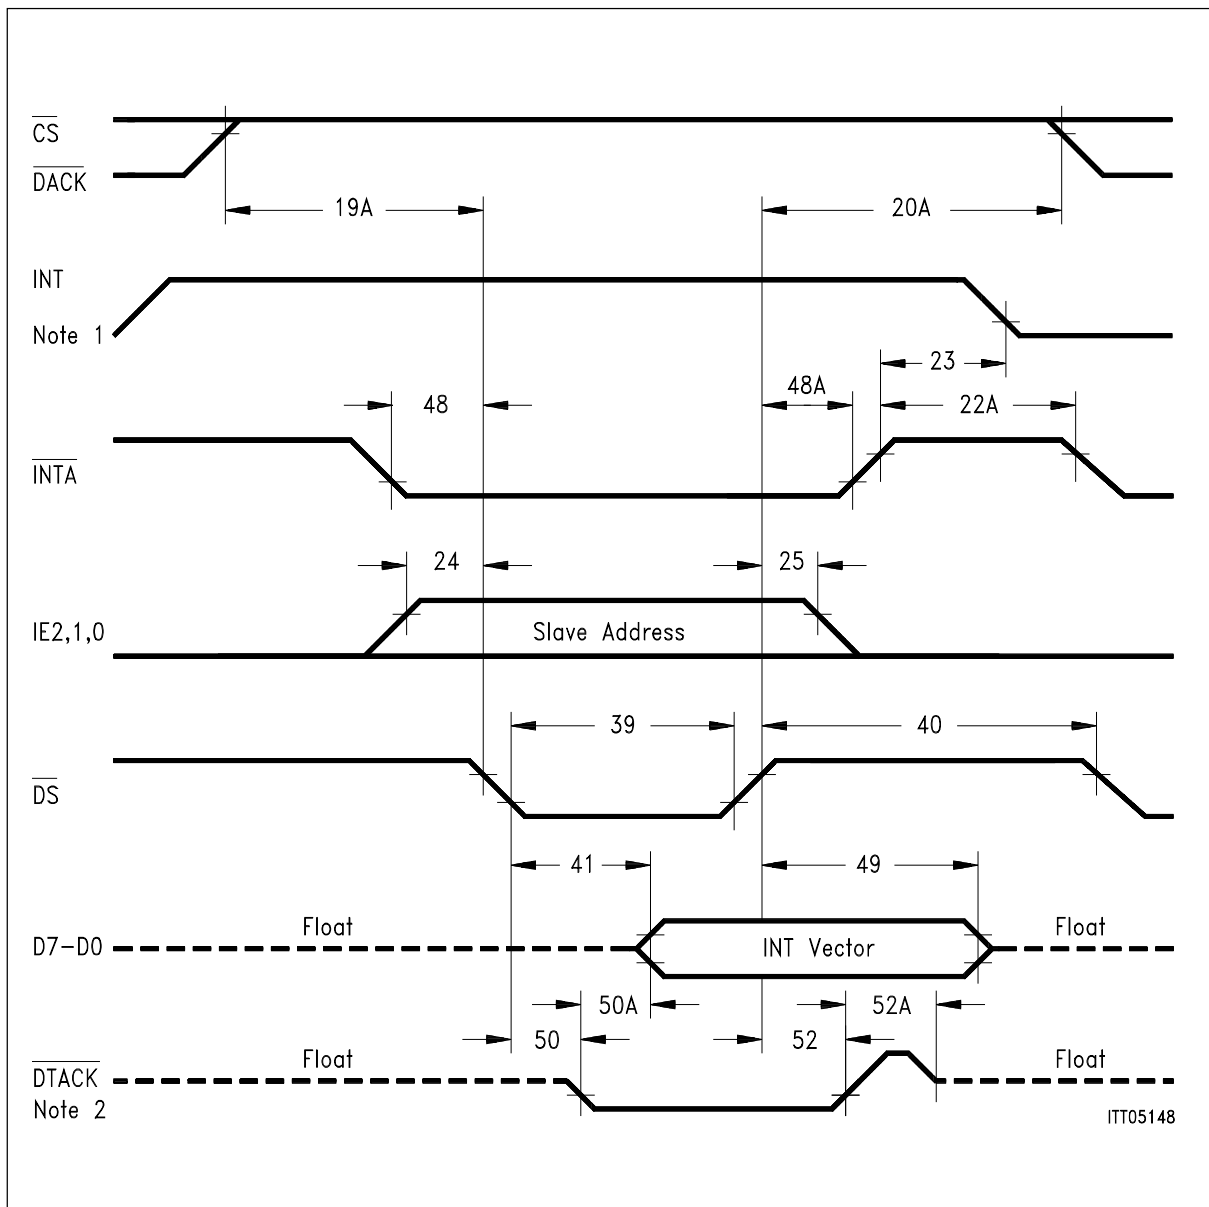 CS
DACK
19A
20A
INT
Note 1
23
48
48A
22A
INTA
24
25
IE2,1,0
Slave Address
39
40
DS
41
49
Float
Float
D7-D0
INT Vector
50A
52A
50
52
Float
Float
DTACK
Note 2
ITT05148